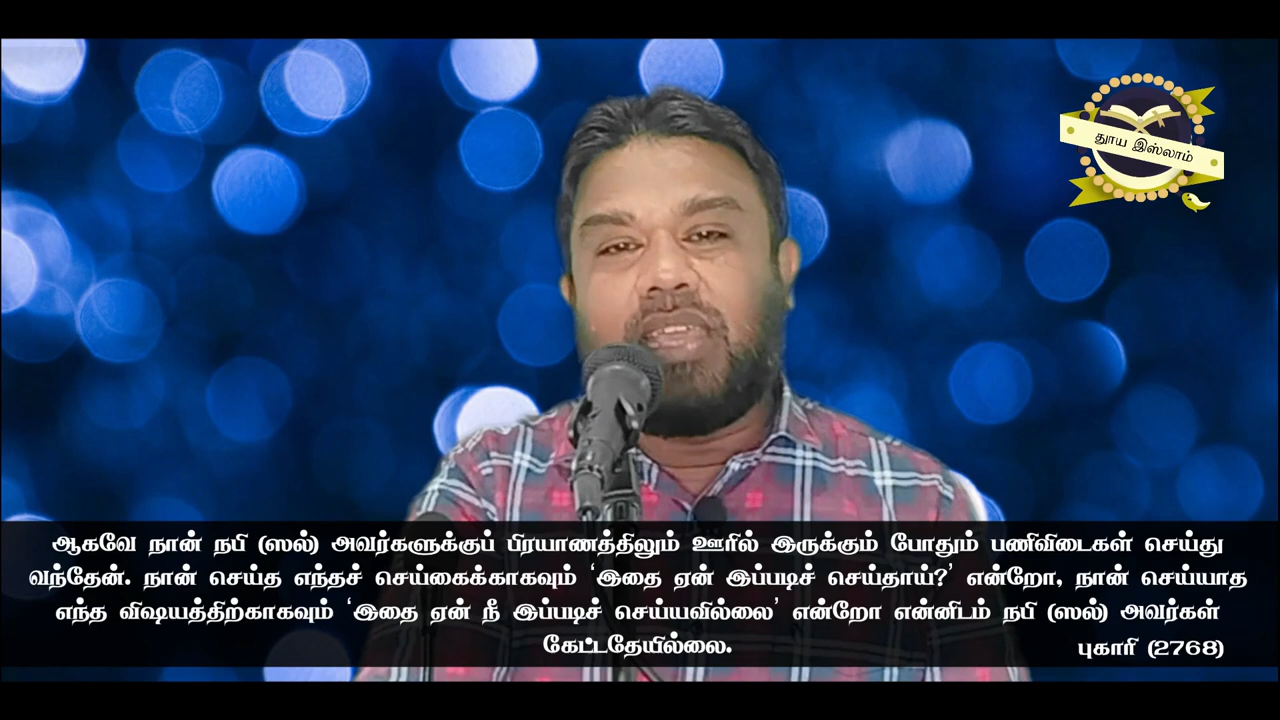 தூய இஸ்லாம்
ஆகவே நான் நபி (ஸல்) அவர்களுக்குப் பிரயாணத்திலும் ஊரில் இருக்கும் போதும் பணிவிடைகள் செய்து
வந்தேன். நான் செய்த எந்தச் செய்கைக்காகவும் ‘இதை ஏன் இப்படிச் செய்தாய்?’ என்றோ, நான் செய்யாத
எந்த விஷயத்திற்காகவும் ‘இதை ஏன் நீ இப்படிச் செய்யவில்லை’ என்றோ என்னிடம் நபி (ஸல்) அவர்கள்
கேட்டதேயில்லை.
புகாரி (2768)